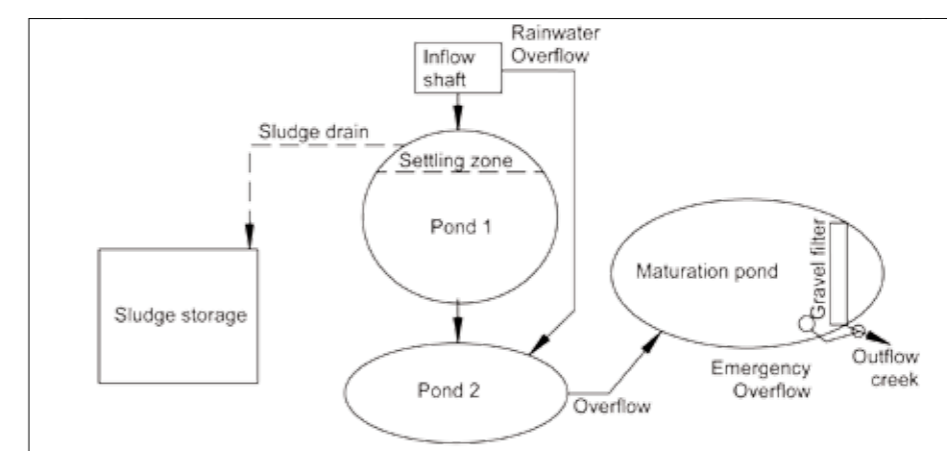 Rainwater
Overflow
Inflow
shaft
Sludge drain
Settling zone
Pond 1
Sludge storage
Maturation pond
Gravel filter
Pond 2
Overflow
Emergency
Overflow
Outflow
creek